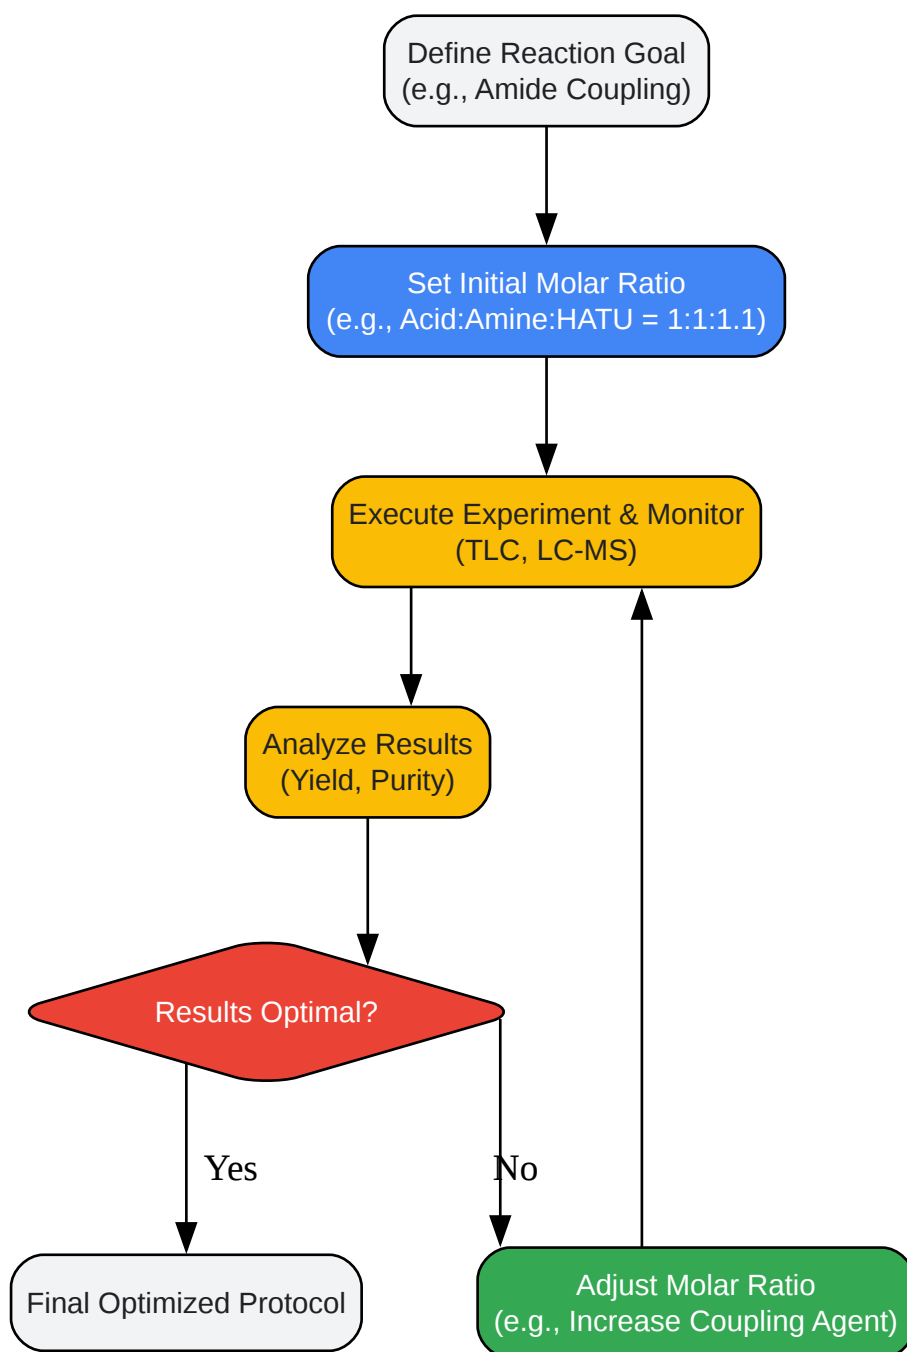 Define Reaction Goal
(e.g., Amide Coupling)
Set Initial Molar Ratio
(e.g., Acid:Amine:HATU = 1:1:1.1)
Execute Experiment & Monitor
(TLC, LC-MS)
Analyze Results
(Yield, Purity)
Results Optimal?
Yes
No
Final Optimized Protocol
Adjust Molar Ratio
(e.g., Increase Coupling Agent)